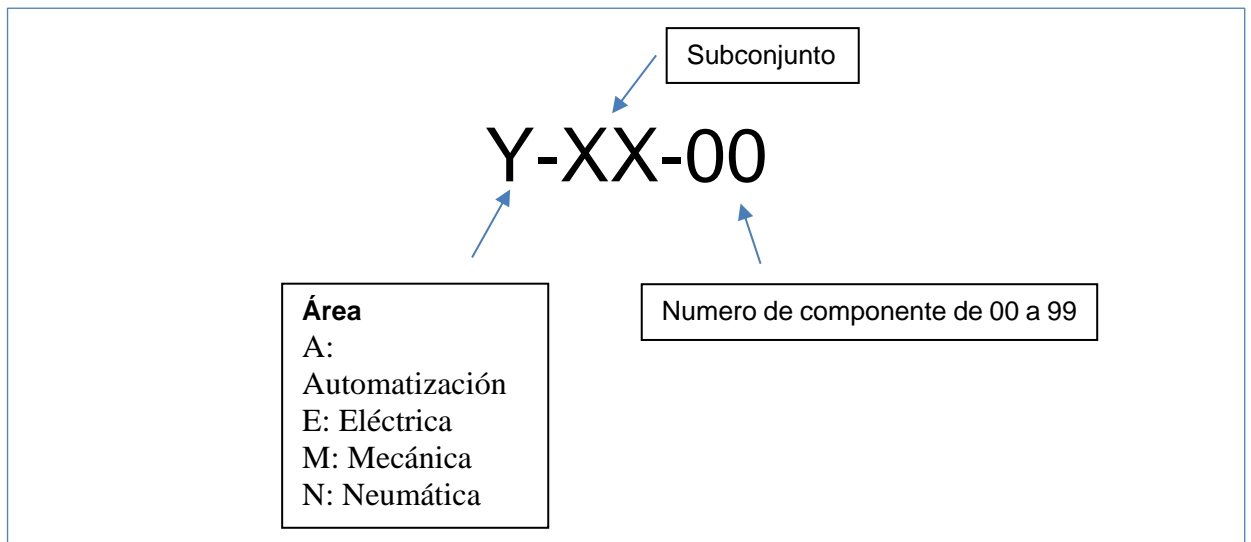 Subconjunto
Y-XX-00
Área
A:
Automatización
E: Eléctrica
M: Mecánica
N: Neumática
Numero de componente de 00 a 99